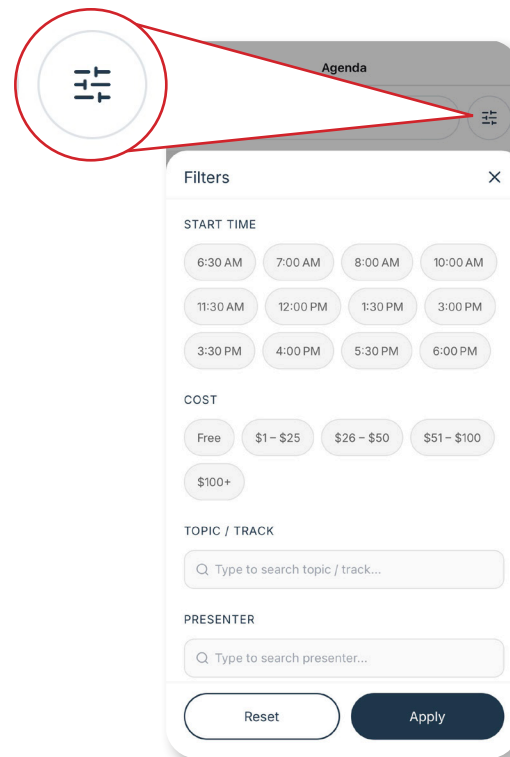 Agenda
Filters
START TIME
6:30 AM 7:00 AM 8:00 AM 10:00 AM
11:30 AM 12:00 PM 1:30 PM 3:00 PM
3:30 PM 4:00 PM 5:30 PM 6:00 PM
COST
Free $1 – $25 $26 – $50 $51 – $100
$100+
TOPIC / TRACK
Type to search topic / track...
PRESENTER
Type to search presenter...
Reset Apply